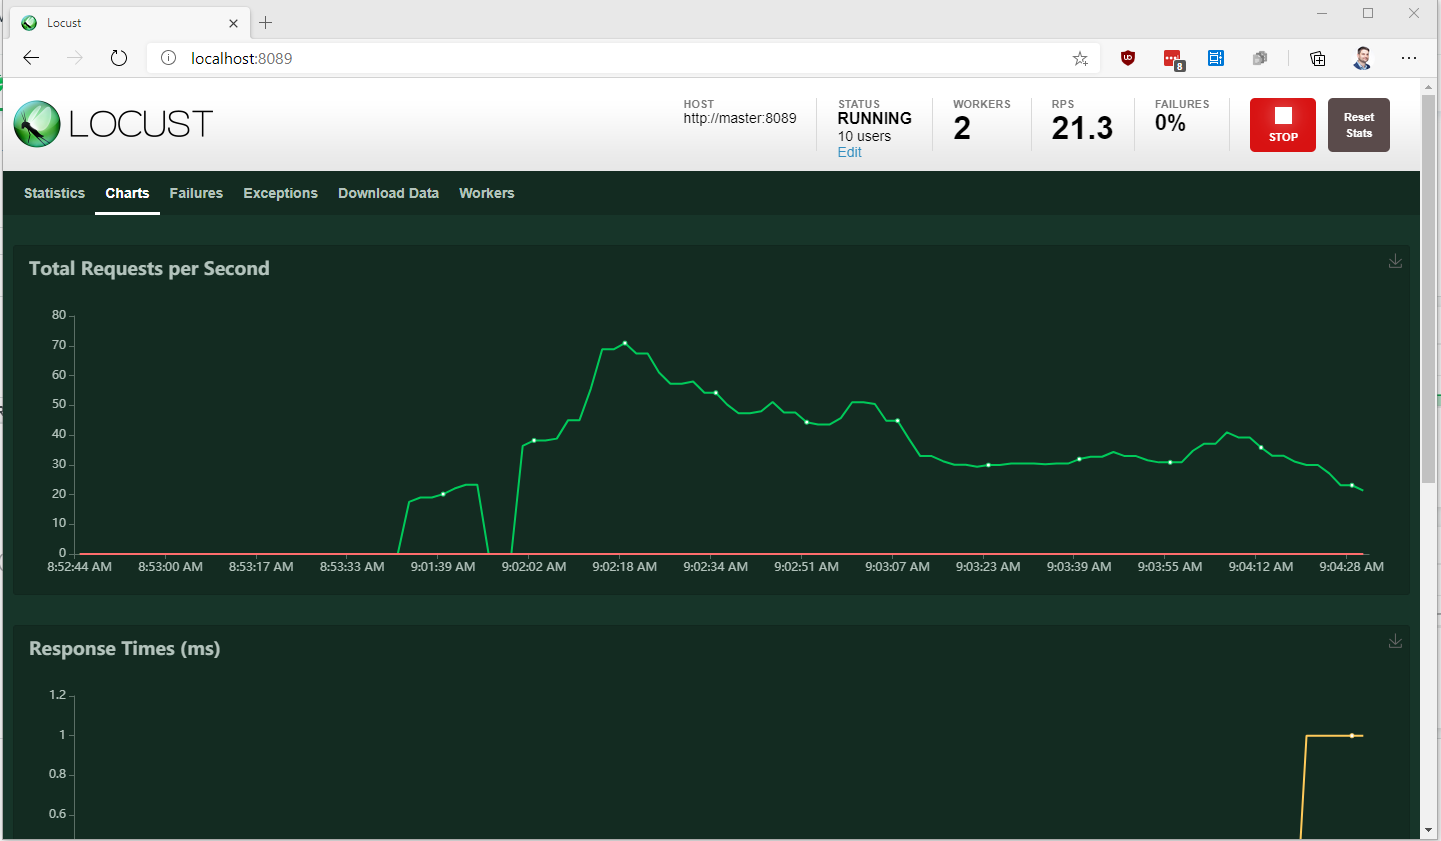 Locust
localhost:8089
8
LOCUST
HOST
http://master:8089
STATUS
RUNNING
10 users
Edit
WORKERS
2
RPS
21.3
FAILURES
0%
STOP
Reset
Stats
Statistics Charts Failures Exceptions Download Data Workers
Total Requests per Second
80
70
60
50
40
30
20
10
0
8:52:44 AM 8:53:00 AM 8:53:17 AM 8:53:33 AM 9:01:39 AM 9:02:02 AM 9:02:18 AM 9:02:34 AM 9:02:51 AM 9:03:07 AM 9:03:23 AM 9:03:39 AM 9:03:55 AM 9:04:12 AM 9:04:28 AM
Response Times (ms)
1.2
1
0.8
0.6